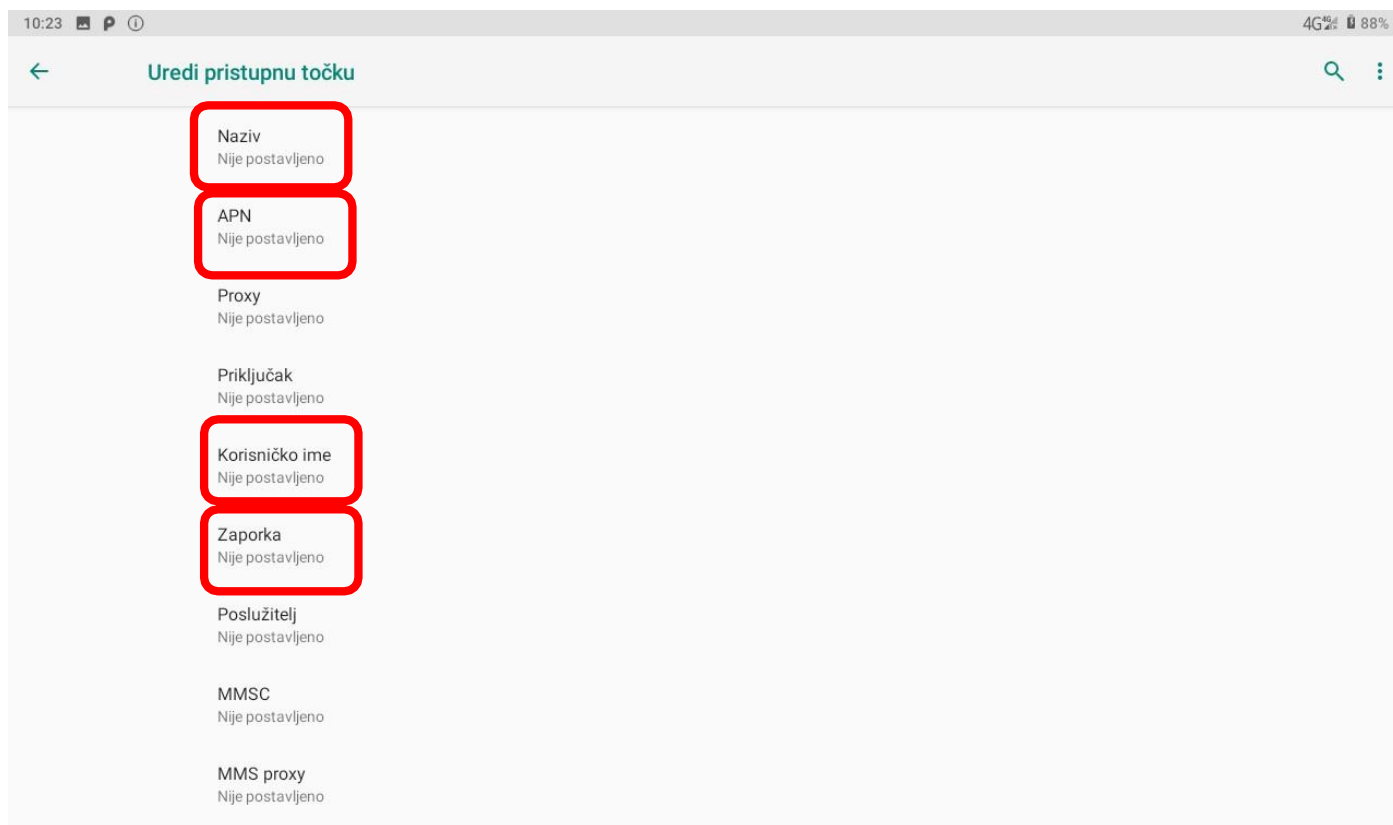 10:23 P 4G 4G 88%
Uredi pristupnu točku
Naziv
Nije postavljeno
APN
Nije postavljeno
Proxy
Nije postavljeno
Priključak
Nije postavljeno
Korisničko ime
Nije postavljeno
Zaporka
Nije postavljeno
Poslužitelj
Nije postavljeno
MMSC
Nije postavljeno
MMS proxy
Nije postavljeno